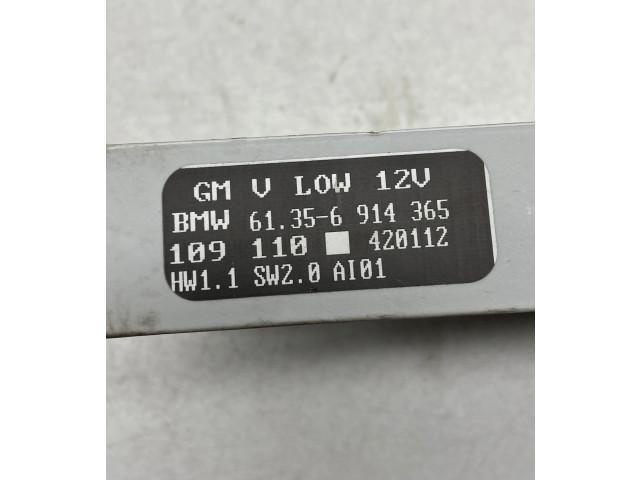 GM V LOW 12V
BMW 61.35-6 914 365
109 110 420112
HW1.1 SW2.0 AI01